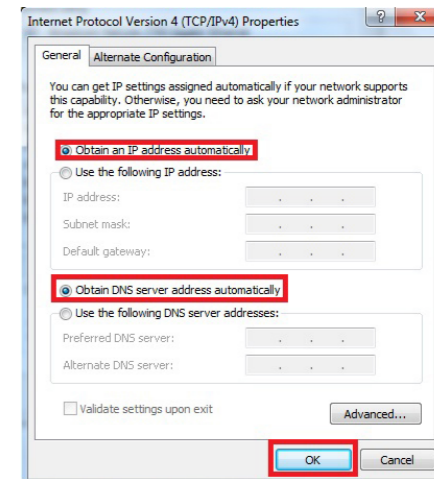 Internet Protocol Version 4 (TCP/IPv4) Properties
General
Alternate Configuration
You can get IP settings assigned automatically if your network supports
this capability. Otherwise, you need to ask your network administrator
for the appropriate IP settings.
Obtain an IP address automatically
Use the following IP address:
IP address:
Subnet mask:
Default gateway:
Obtain DNS server address automatically
Use the following DNS server addresses:
Preferred DNS server:
Alternate DNS server:
Validate settings upon exit
Advanced...
OK
Cancel